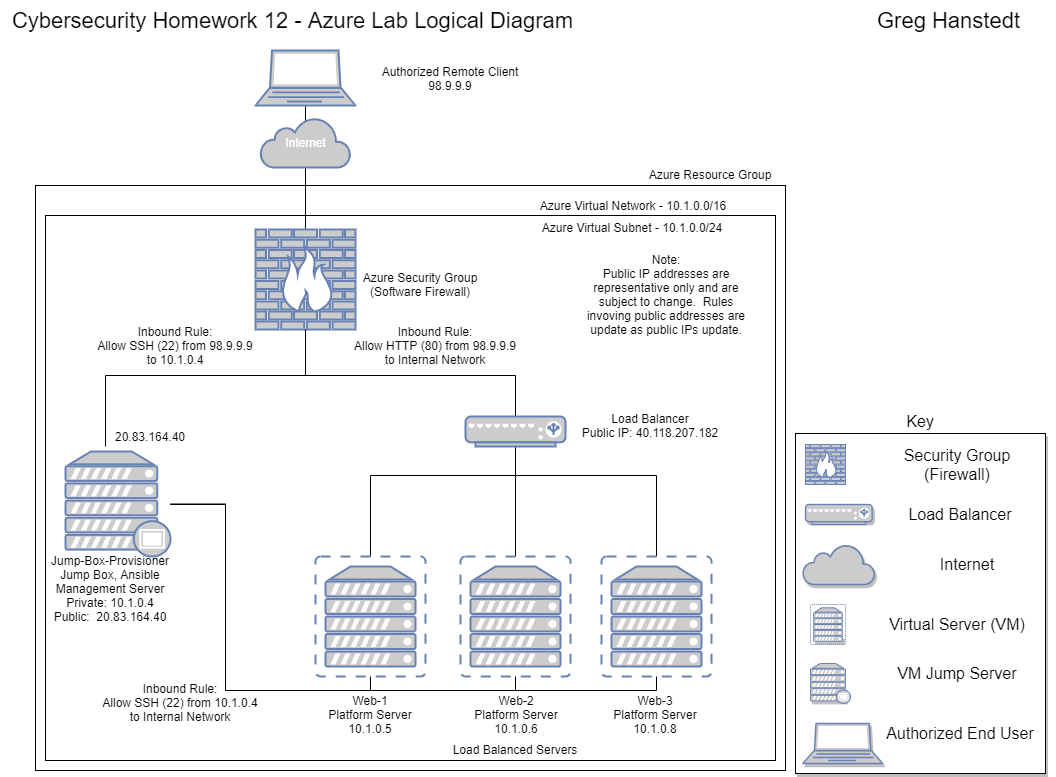 Cybersecurity Homework 12 - Azure Lab Logical Diagram
Greg Hanstedt
Authorized Remote Client
98.9.9.9
Internet
Azure Resource Group
Azure Virtual Network - 10.1.0.0/16
Azure Virtual Subnet - 10.1.0.0/24
Azure Security Group
(Software Firewall)
Note:
Public IP addresses are
representative only and are
subject to change. Rules
invoving public addresses are
update as public IPs update.
Inbound Rule:
Allow SSH (22) from 98.9.9.9
to 10.1.0.4
Inbound Rule:
Allow HTTP (80) from 98.9.9.9
to Internal Network
20.83.164.40
Load Balancer
Public IP: 40.118.207.182
Jump-Box-Provisioner
Jump Box, Ansible
Management Server
Private: 10.1.0.4
Public: 20.83.164.40
Inbound Rule:
Allow SSH (22) from 10.1.0.4
to Internal Network
Web-1
Platform Server
10.1.0.5
Web-2
Platform Server
10.1.0.6
Web-3
Platform Server
10.1.0.8
Load Balanced Servers
Key
Security Group
(Firewall)
Load Balancer
Internet
Virtual Server (VM)
VM Jump Server
Authorized End User